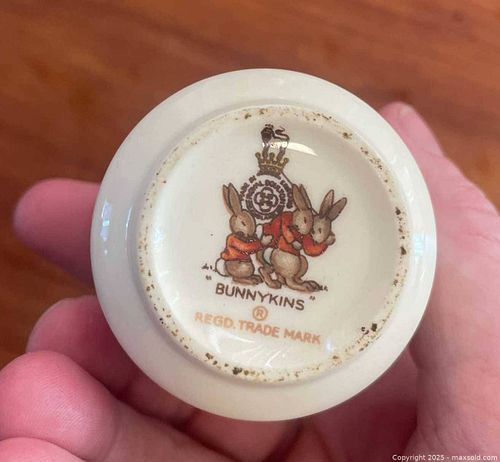 "BUNNYKINS"
®
REGD. TRADE MARK
Copyright 2025 - maxsold.com